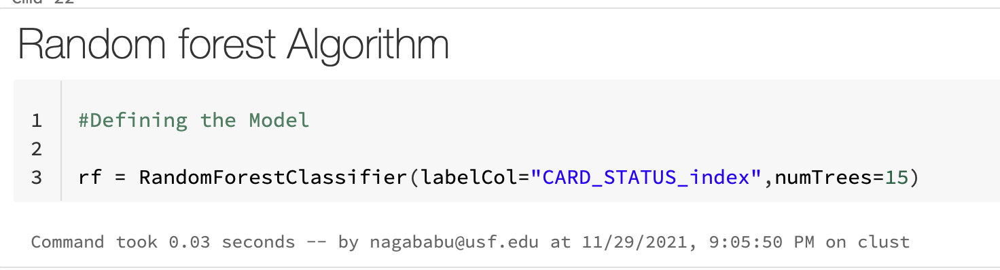 Cmd 22
Random forest Algorithm
1 #Defining the Model
2
3 rf = RandomForestClassifier(labelCol="CARD_STATUS_index",numTrees=15)
Command took 0.03 seconds -- by nagababu@usf.edu at 11/29/2021, 9:05:50 PM on clust